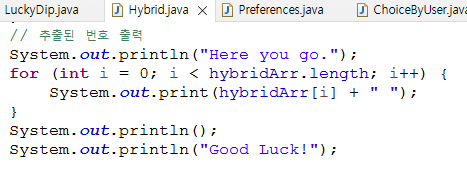 LuckyDip.java Hybrid.java Preferences.java ChoiceByUser.java
// 추출된 번호 출력
System.out.println("Here you go.");
for (int i = 0; i < hybridArr.length; i++) {
    System.out.print(hybridArr[i] + " ");
}
System.out.println();
System.out.println("Good Luck!");